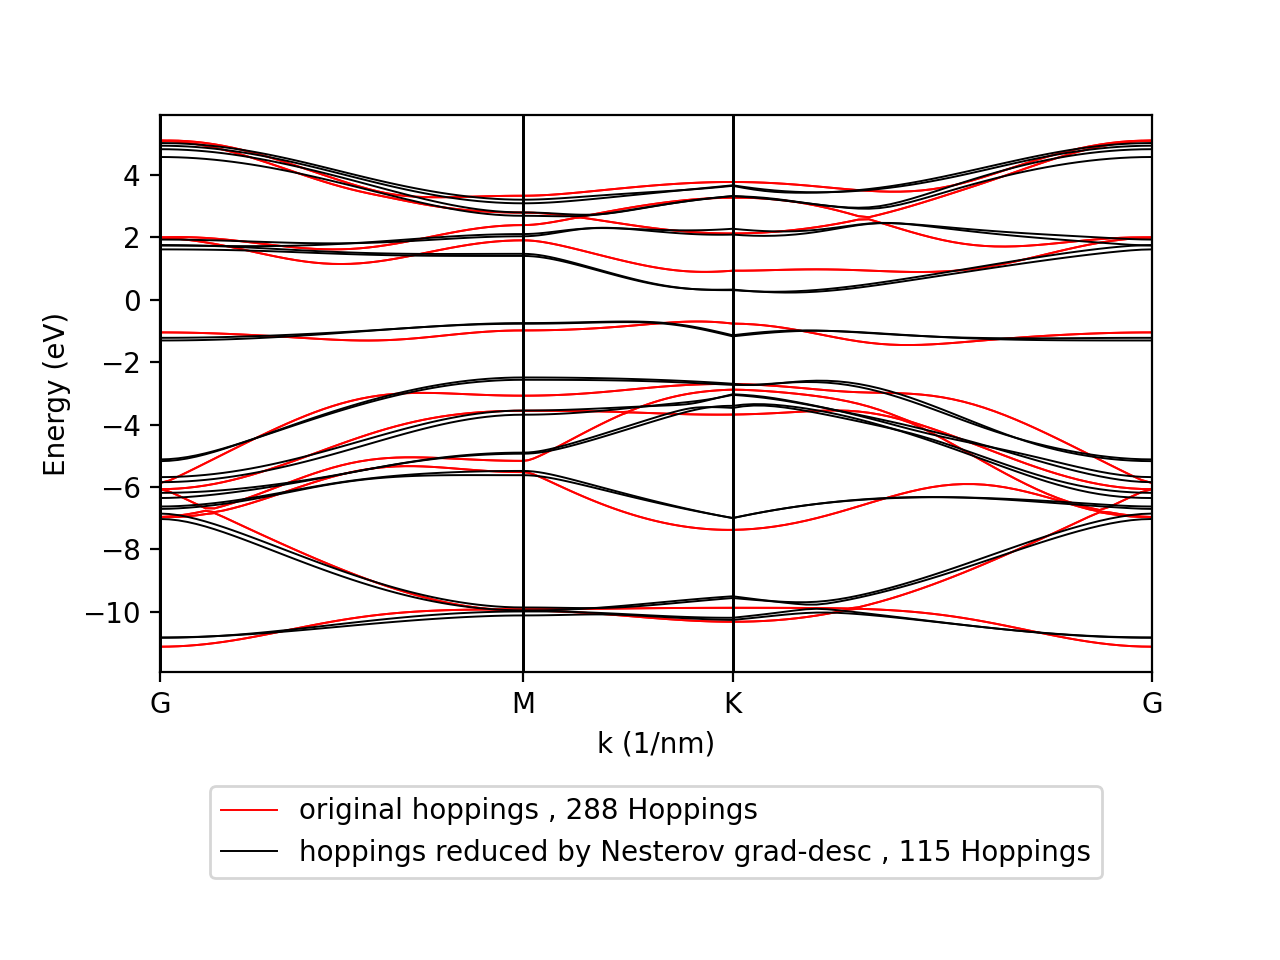 4
2
0
−2
−4
−6
−8
−10
Energy (eV)
G M K G
k (1/nm)
original hoppings , 288 Hoppings
hoppings reduced by Nesterov grad-desc , 115 Hoppings